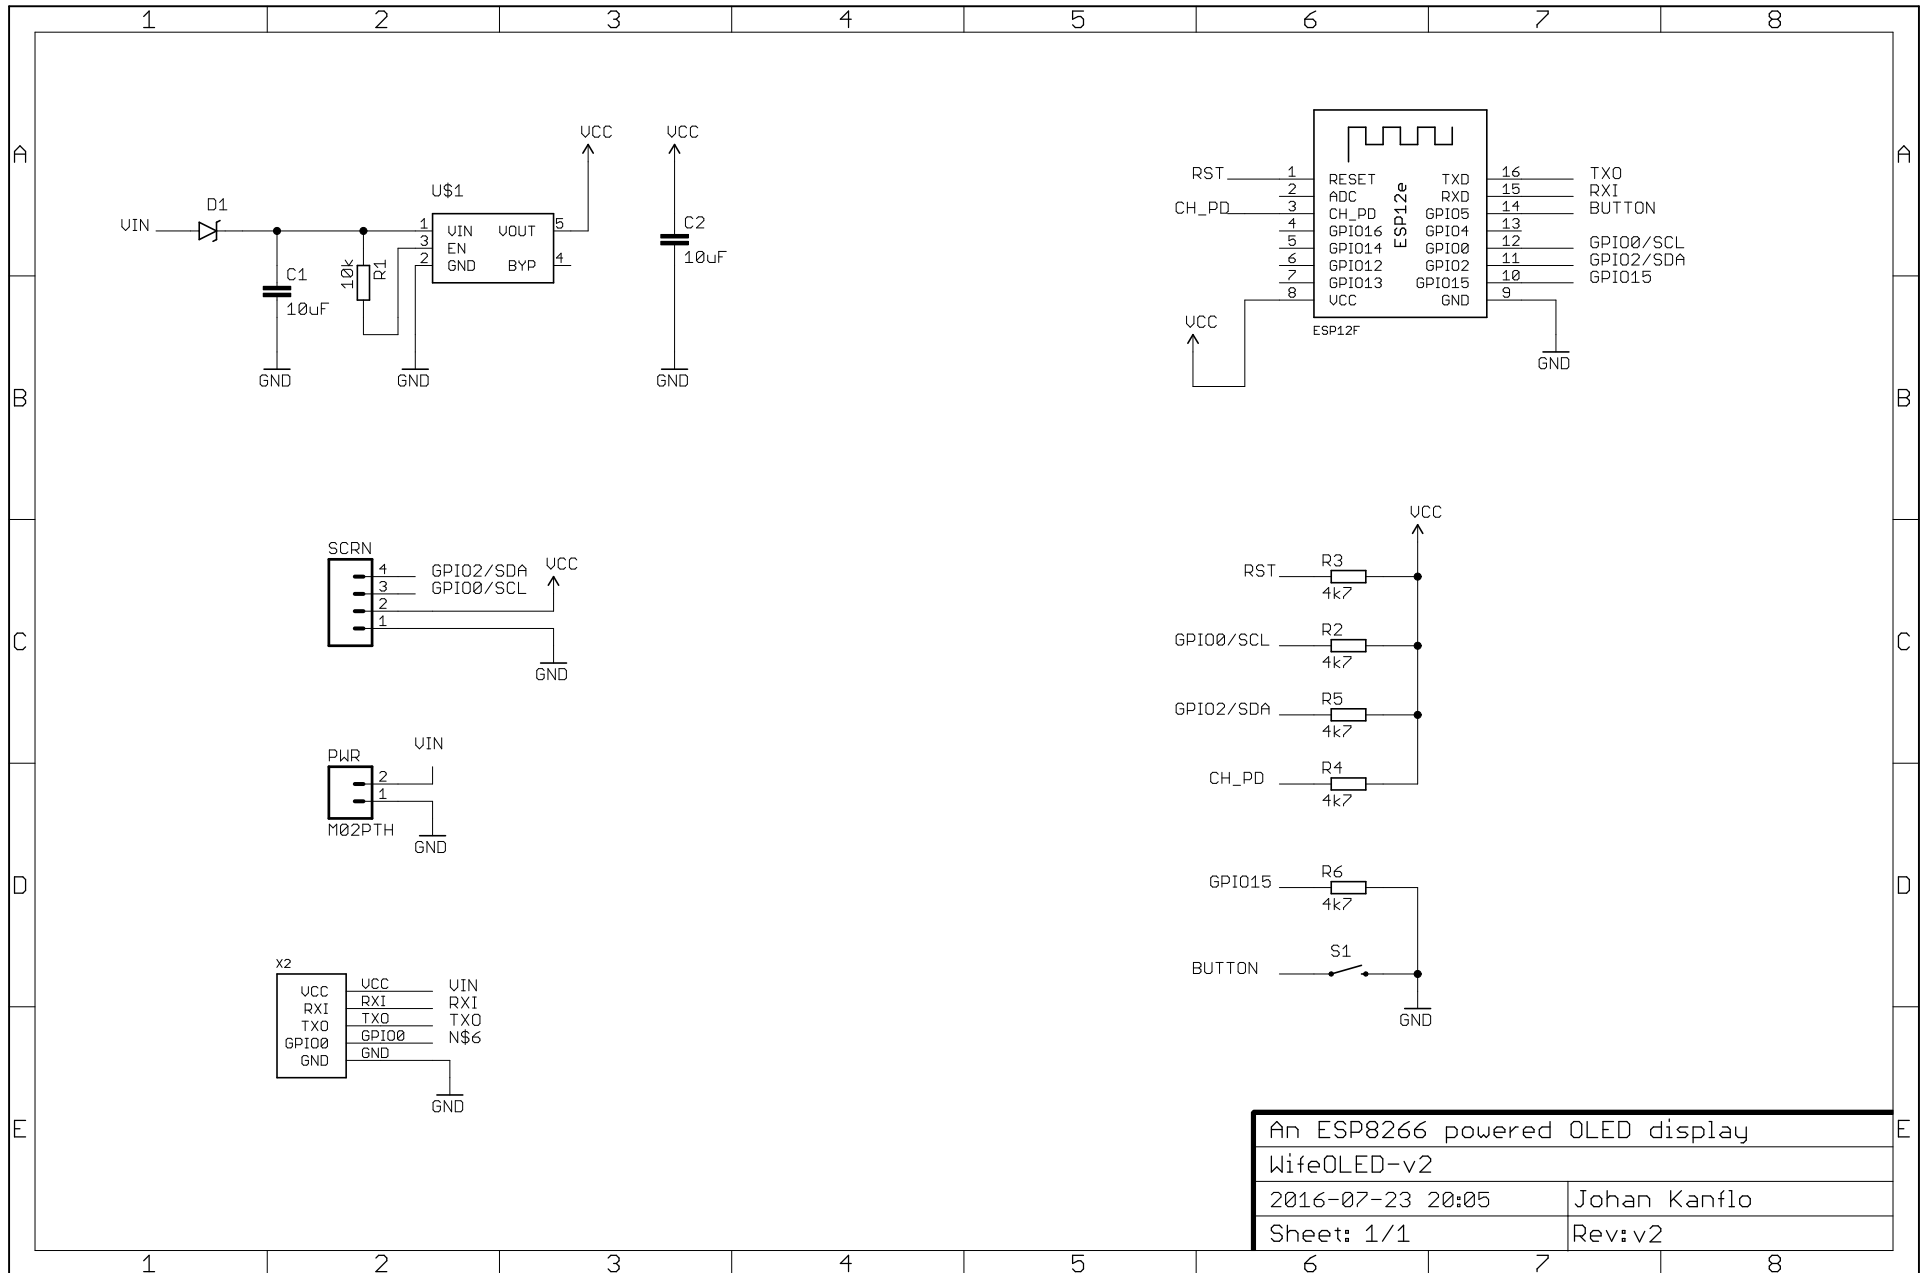 1 2 3 4 5 6 7 8
A
A
B
B
C
C
D
D
E
E
VIN
D1
C1
10uF
10k
R1
U$1
1 VIN VOUT 5
3 EN
2 GND BYP 4
VCC
VCC
C2
10uF
GND
GND
GND
RST 1 RESET TXD 16 TXO
2 ADC RXD 15 RXI
CH_PD 3 CH_PD GPIO5 14 BUTTON
4 GPIO16 GPIO4 13
5 GPIO14 GPIO0 12 GPIO0/SCL
6 GPIO12 GPIO2 11 GPIO2/SDA
7 GPIO13 GPIO15 10 GPIO15
8 VCC GND 9
ESP12e
ESP12F
VCC
GND
SCRN
4 GPIO2/SDA
3 GPIO0/SCL
2
1
VCC
GND
PWR
VIN
2
1
M02PTH
GND
X2
VCC VCC VIN
RXI RXI RXI
TXO TXO TXO
GPIO0 GPIO0 N$6
GND GND
GND
VCC
RST R3
4k7
GPIO0/SCL R2
4k7
GPIO2/SDA R5
4k7
CH_PD R4
4k7
GPIO15 R6
4k7
BUTTON S1
GND
An ESP8266 powered OLED display
WifeOLED-v2
2016-07-23 20:05 Johan Kanflo
Sheet: 1/1 Rev:v2
1 2 3 4 5 6 7 8